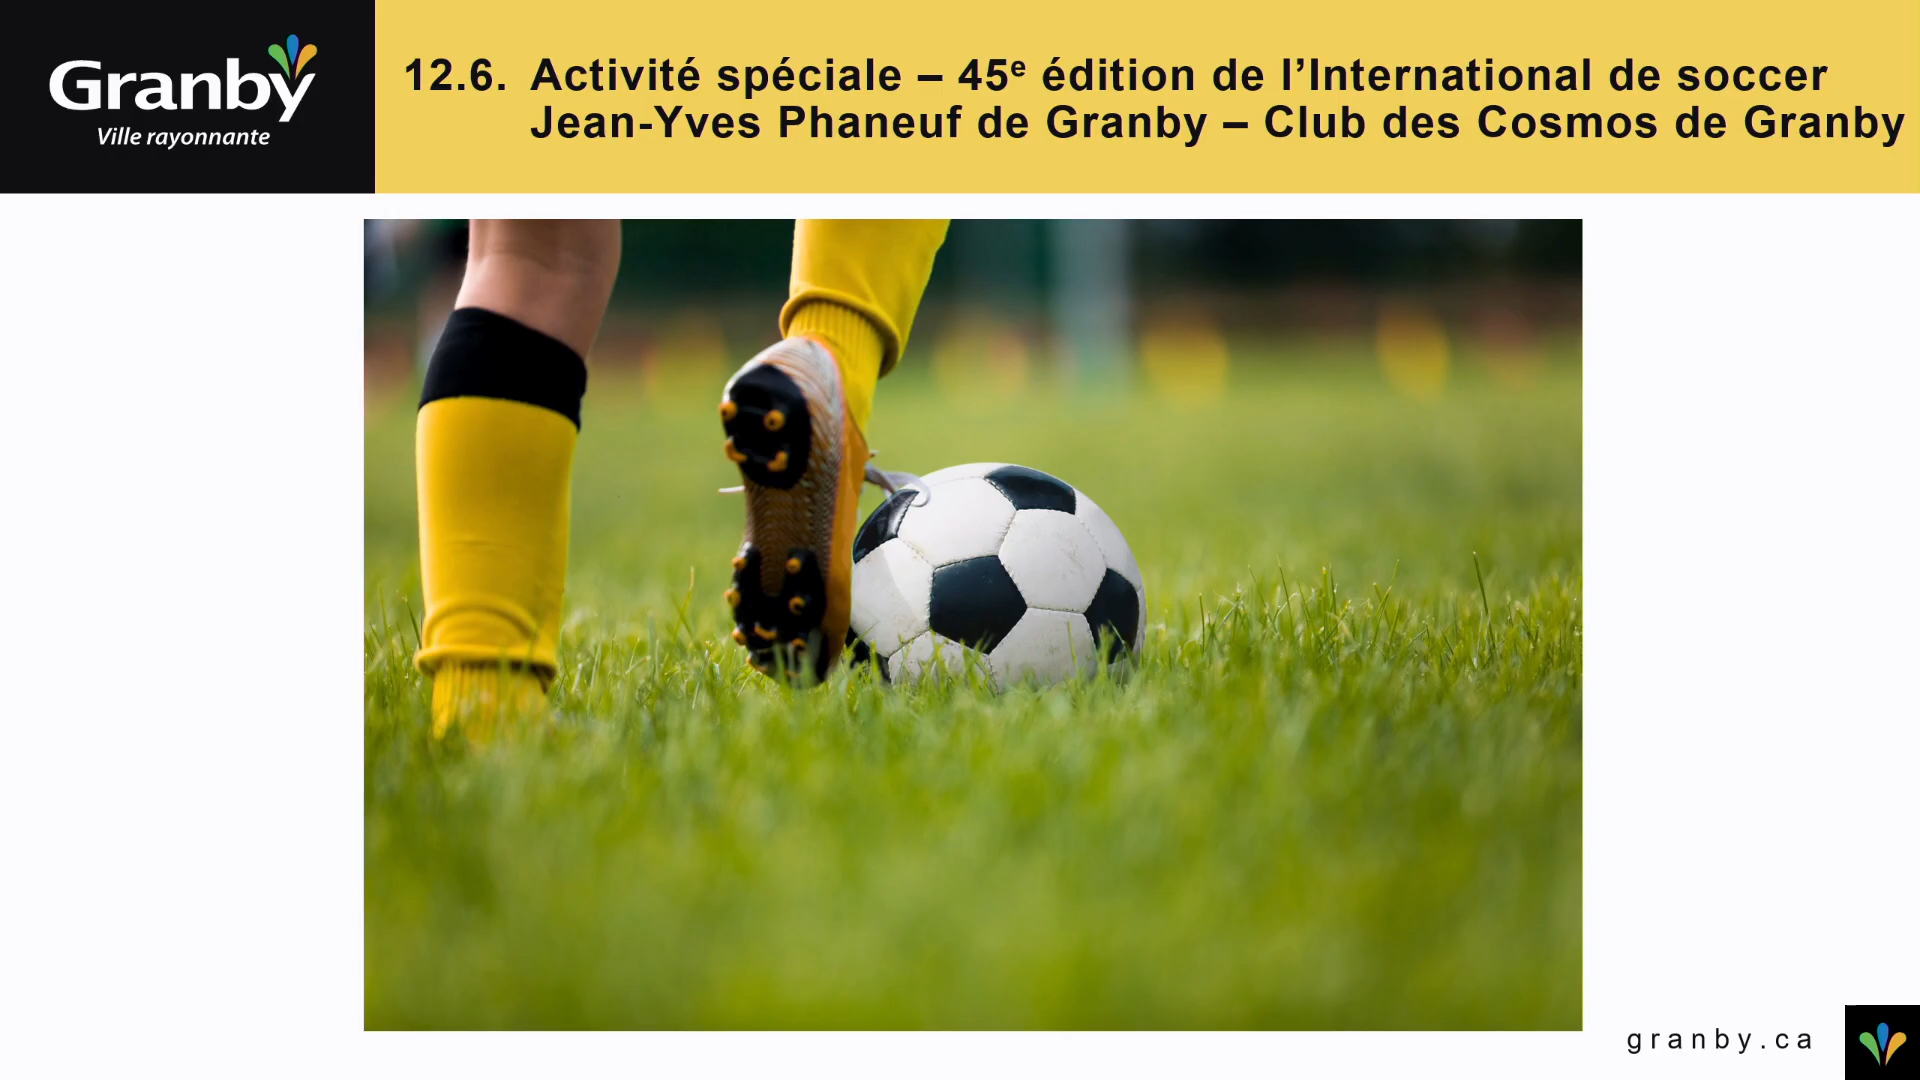 Granby
Ville rayonnante
12.6. Activité spéciale – 45e édition de l’International de soccer
Jean-Yves Phaneuf de Granby – Club des Cosmos de Granby
granby.ca